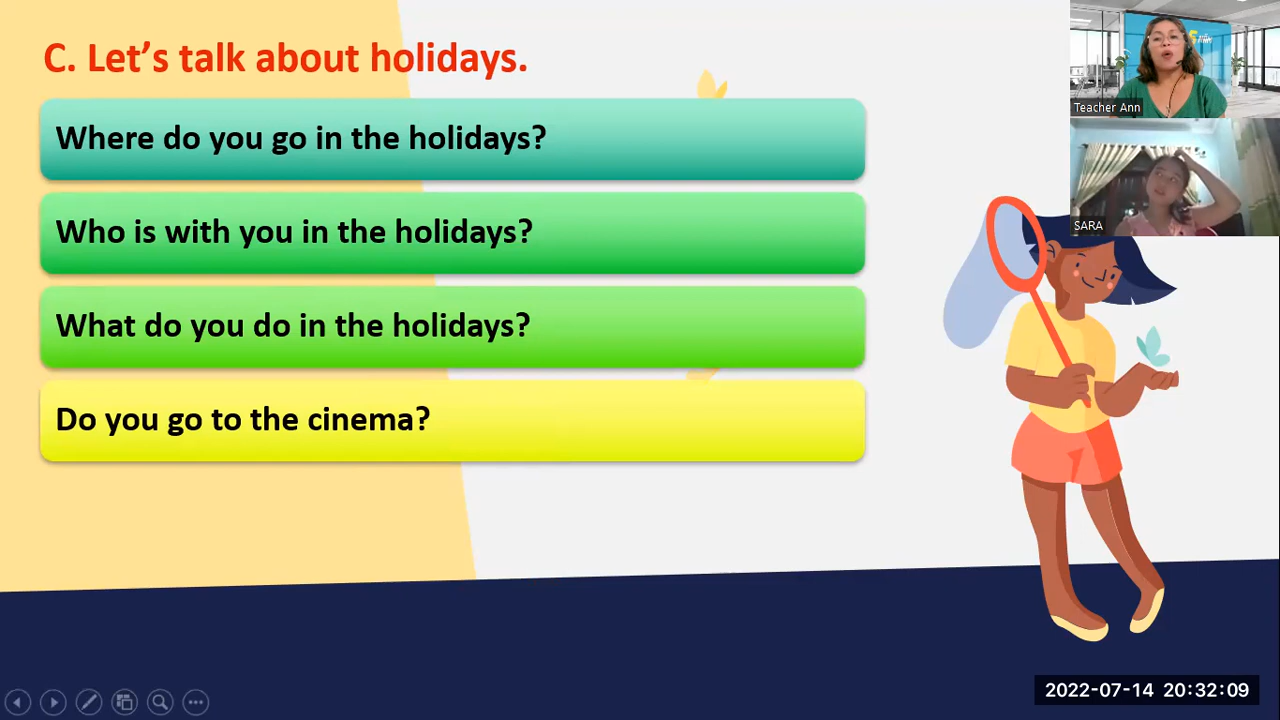 C. Let's talk about holidays.
Where do you go in the holidays?
Who is with you in the holidays?
What do you do in the holidays?
Do you go to the cinema?
Teacher Ann
SARA
2022-07-14 20:32:09